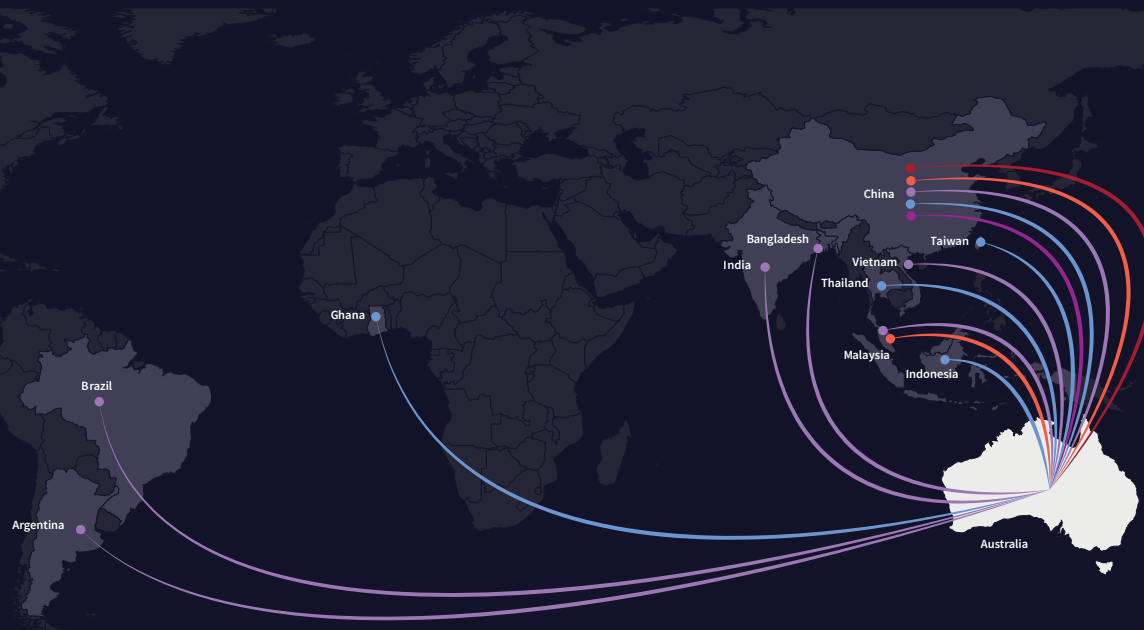 China
Bangladesh
Taiwan
India
Vietnam
Thailand
Ghana
Malaysia
Indonesia
Brazil
Argentina
Australia